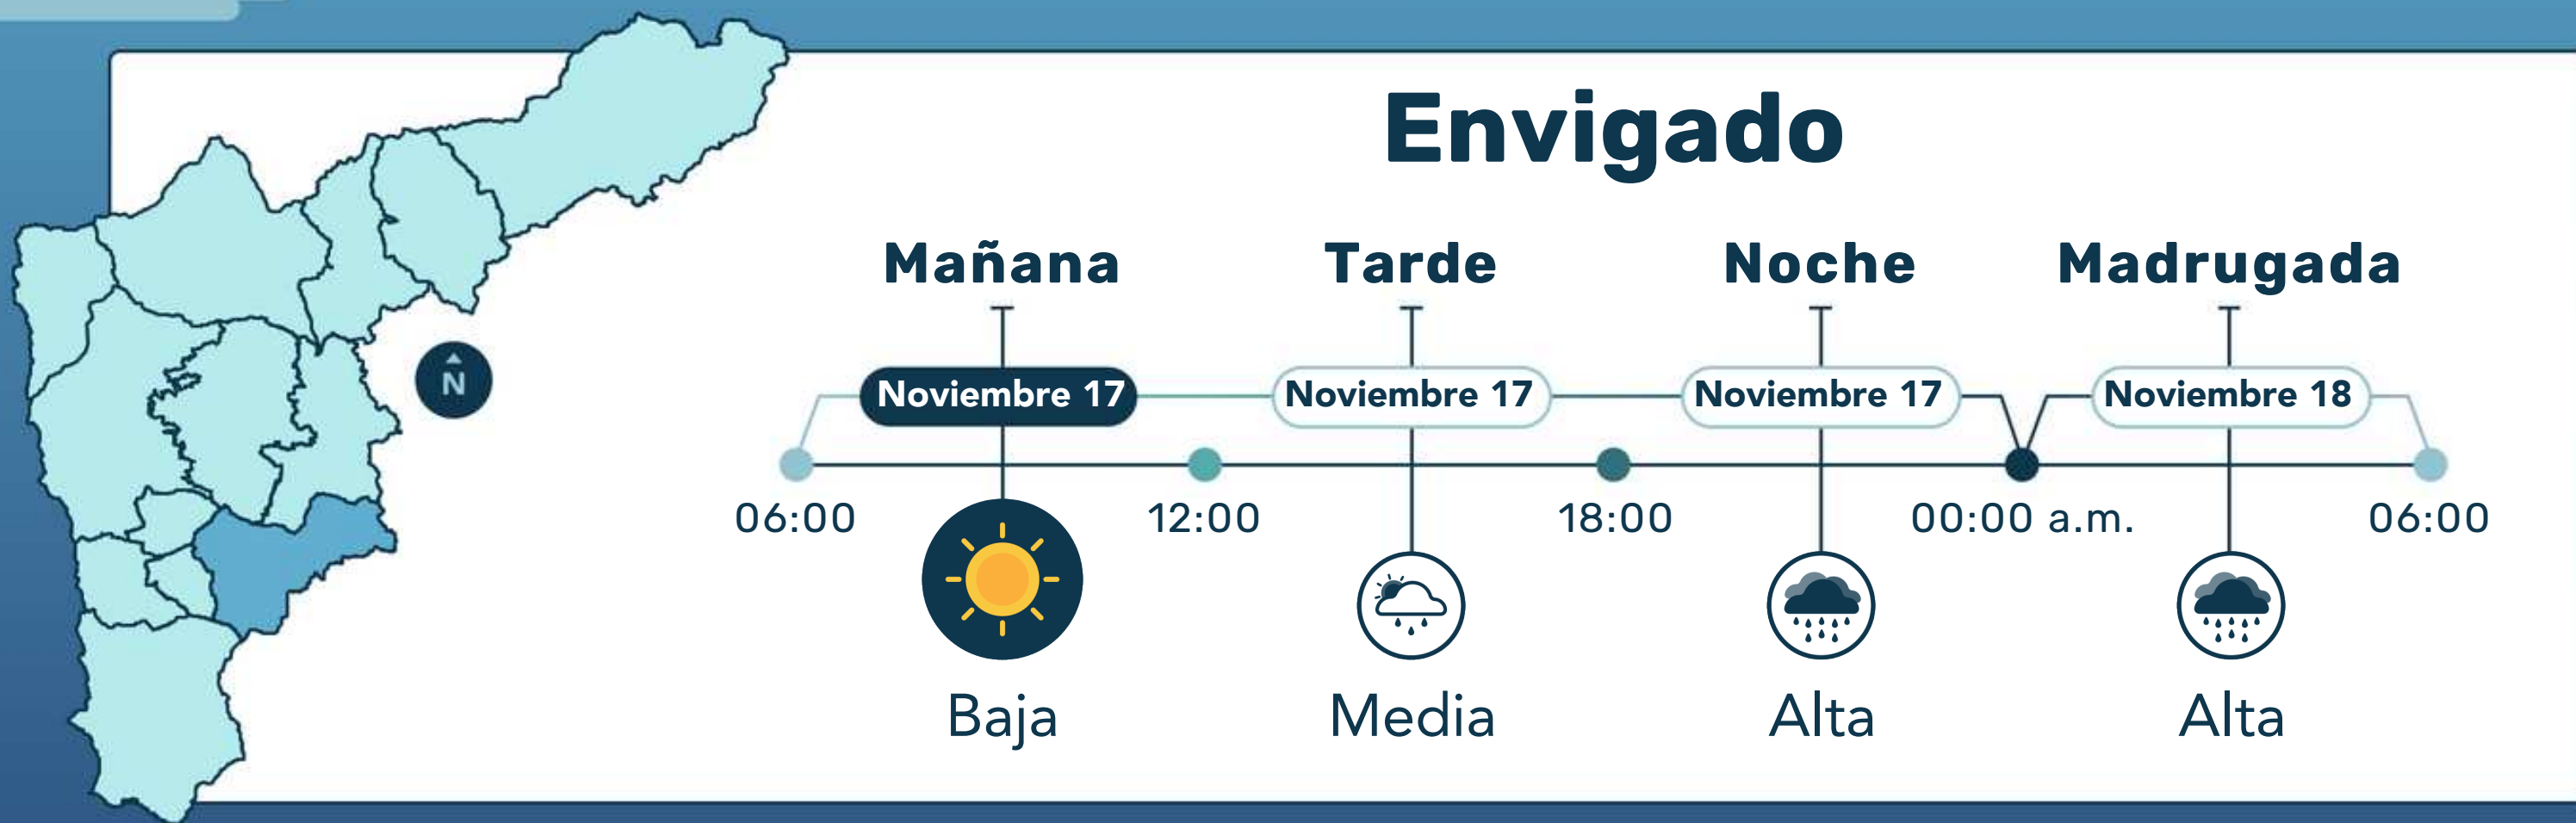 Envigado
Mañana Tarde Noche Madrugada
N
Noviembre 17 Noviembre 17 Noviembre 17 Noviembre 18
06:00 12:00 18:00 00:00 a.m. 06:00
Baja Media Alta Alta